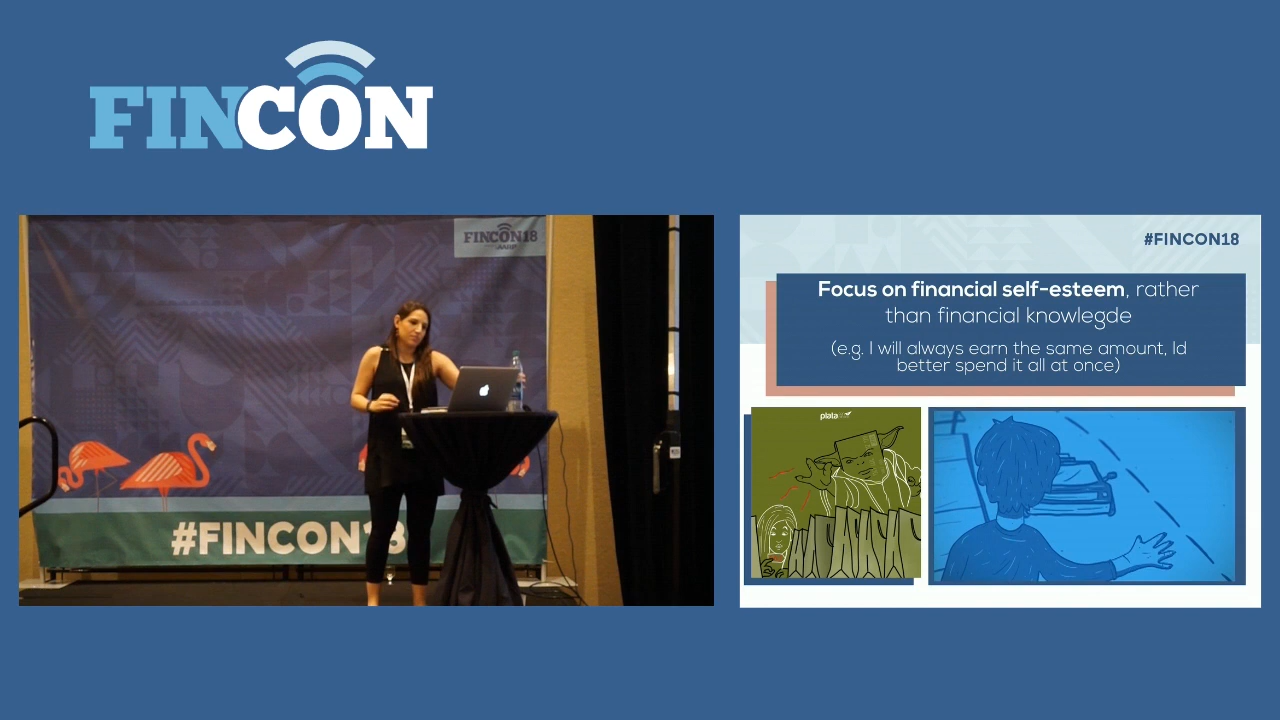 FINCON
FINCON18
AARP
#FINCON18
#FINCON18
Focus on financial self-esteem, rather
than financial knowlegde
(e.g. I will always earn the same amount, Id
better spend it all at once)
plata